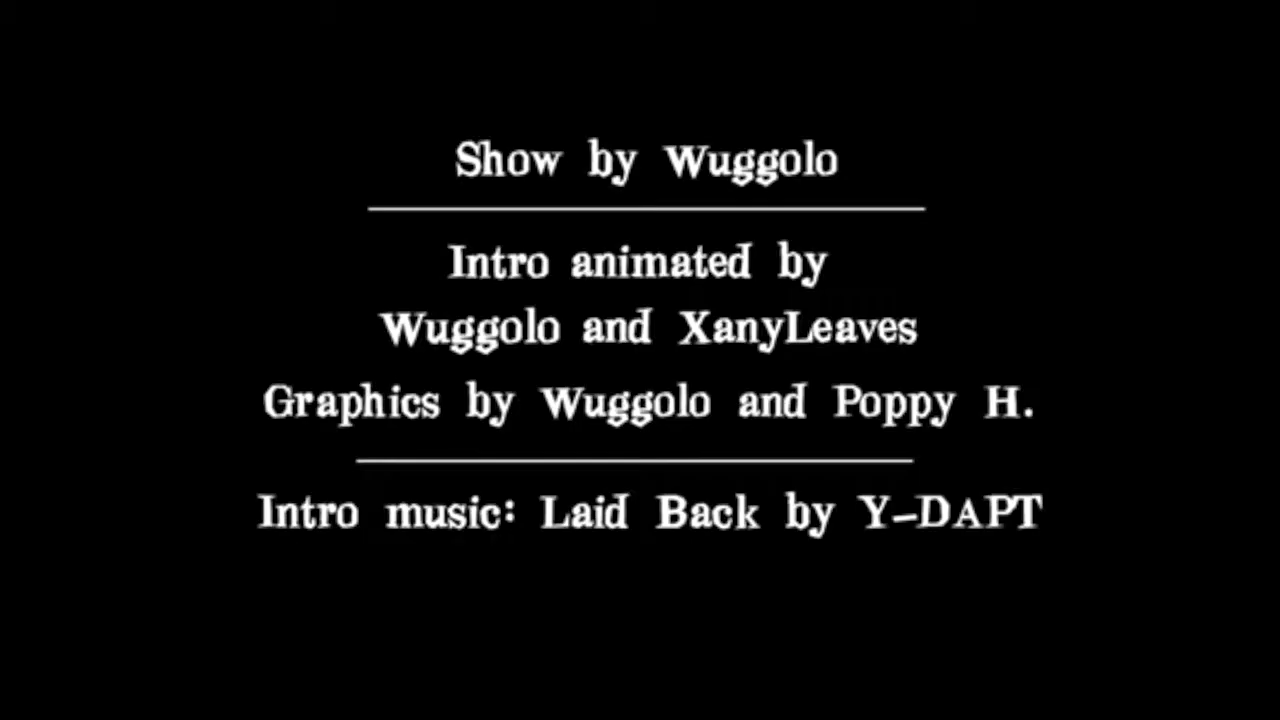 Show by Wuggolo
Intro animated by
Wuggolo and XanyLeaves
Graphics by Wuggolo and Poppy H.
Intro music: Laid Back by Y-DAPT